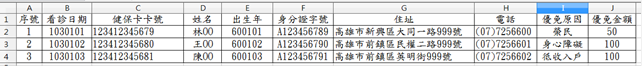 A B C D E F G H I J
1 序號 看診日期 健保卡卡號 姓名 出生年 身分證字號 住址 電話 優免原因 優免金額
2 1 1030101 123412345679 林00 600101 A123456789 高雄市新興區大同一路999號 (07)7256600 榮民 50
3 2 1030102 123412345680 王00 600102 A123456790 高雄市前鎮區民權二路999號 (07)7256601 身心障礙 100
4 3 1030103 123412345681 陳00 600103 A123456791 高雄市前鎮區英明街999號 (07)7256602 低收入戶 100